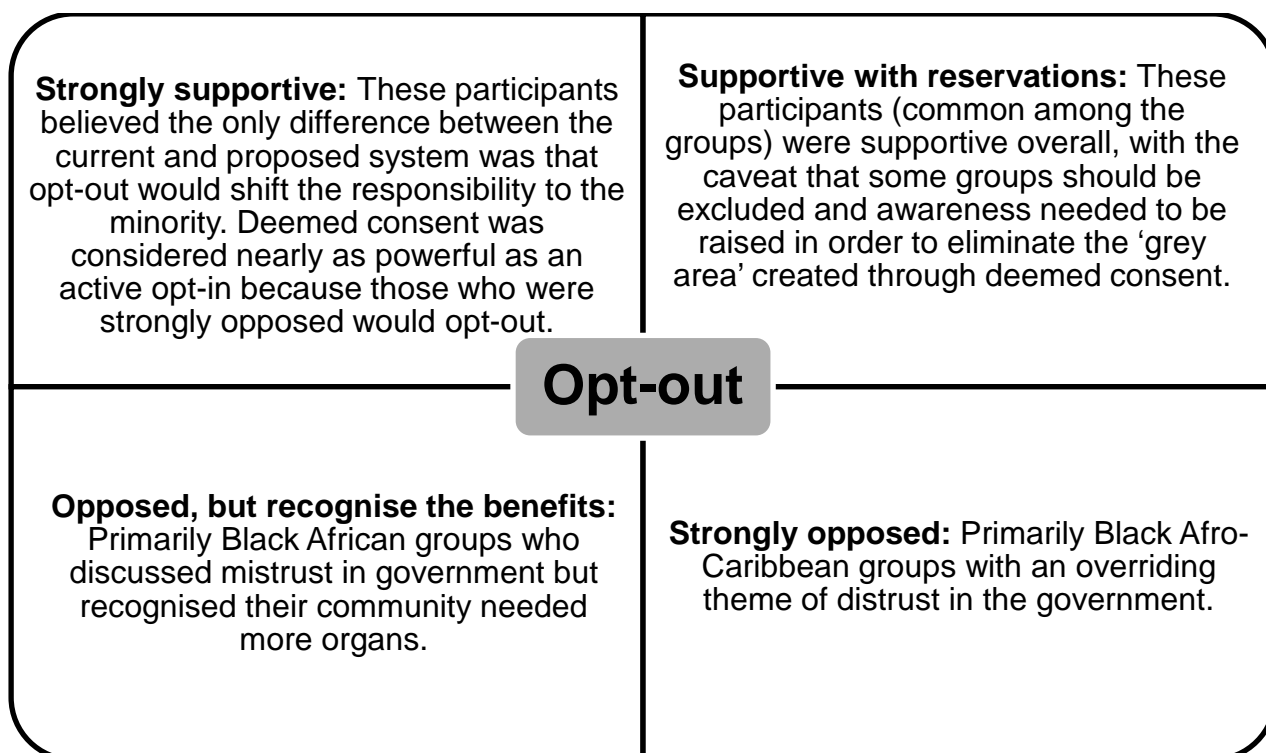 Strongly supportive: These participants
believed the only difference between the
current and proposed system was that
opt-out would shift the responsibility to the
minority. Deemed consent was
considered nearly as powerful as an
active opt-in because those who were
strongly opposed would opt-out.
Supportive with reservations: These
participants (common among the
groups) were supportive overall, with the
caveat that some groups should be
excluded and awareness needed to be
raised in order to eliminate the ‘grey
area’ created through deemed consent.
Opt-out
Opposed, but recognise the benefits:
Primarily Black African groups who
discussed mistrust in government but
recognised their community needed
more organs.
Strongly opposed: Primarily Black Afro-
Caribbean groups with an overriding
theme of distrust in the government.